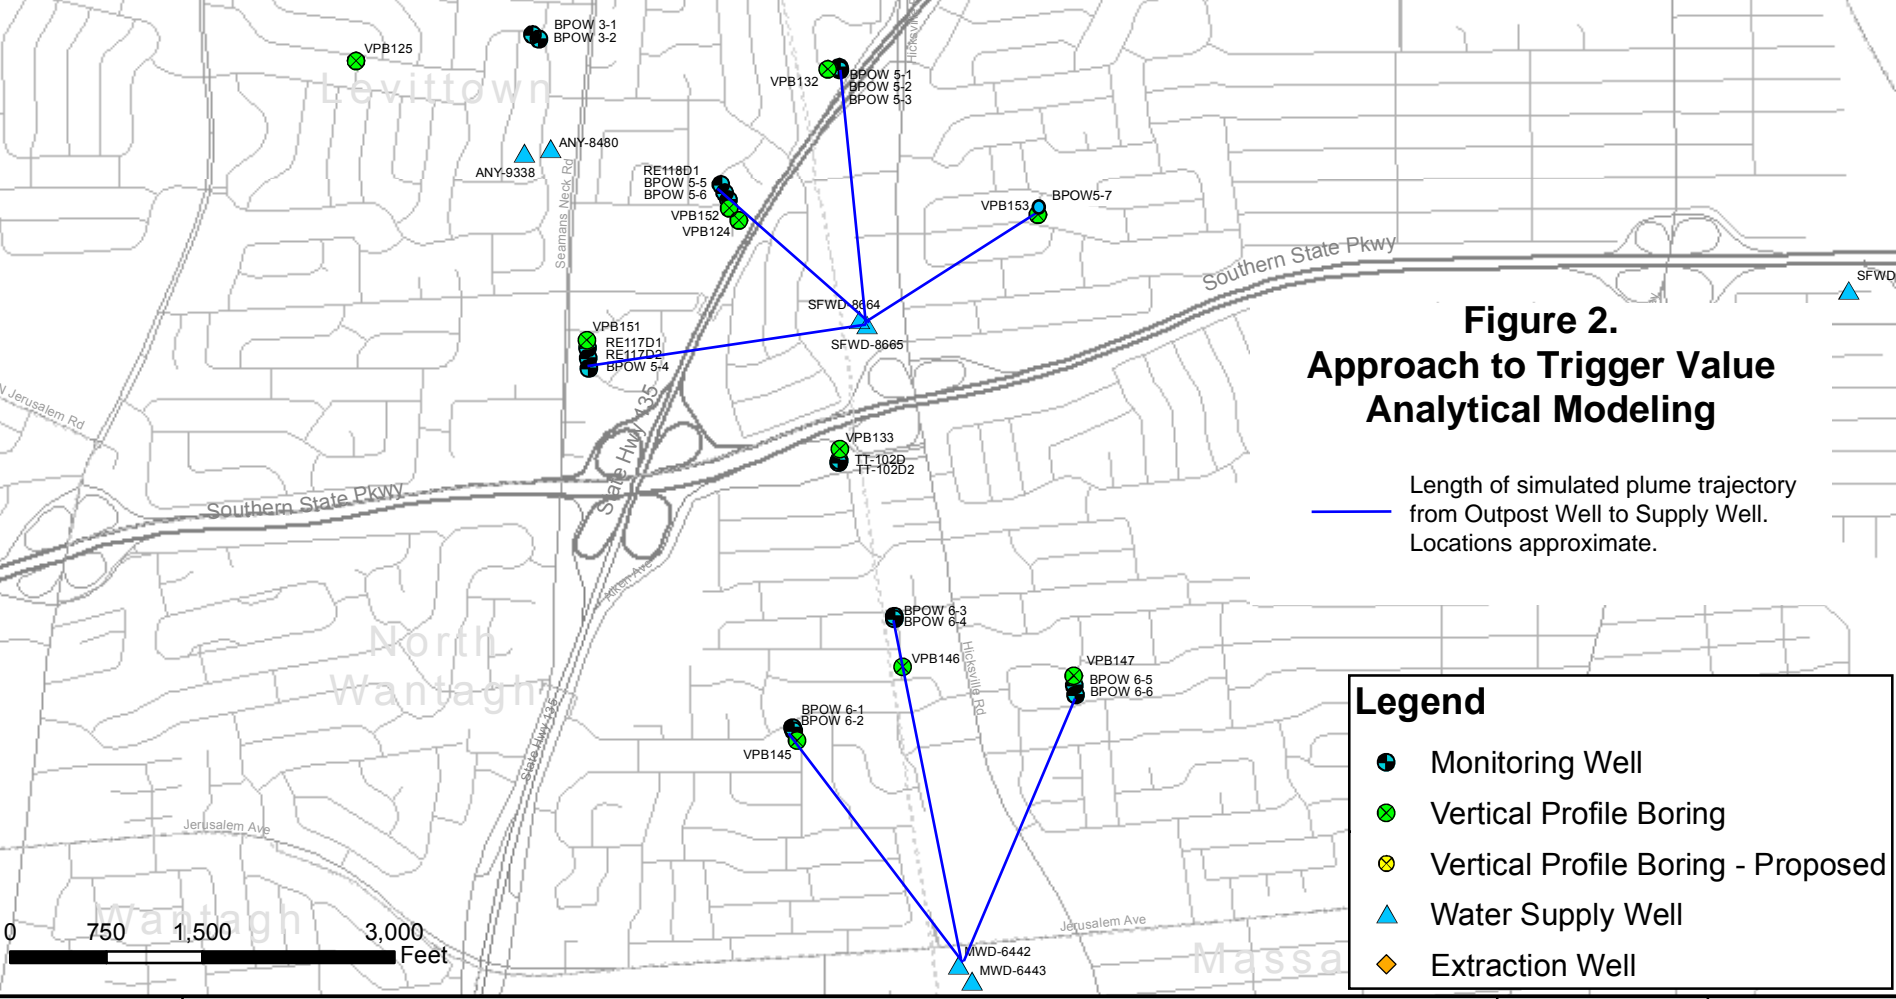 BPOW 3-1
BPOW 3-2
VPB125
Levittown
Hicksville
VPB132
BPOW 5-1
BPOW 5-2
BPOW 5-3
ANY-8480
ANY-9338
Seamans Neck Rd
RE118D1
BPOW 5-5
BPOW 5-6
VPB152
VPB124
VPB153
BPOW5-7
Southern State Pkwy
SFWD
SFWD-8664
SFWD-8665
VPB151
RE117D1
RE117D2
BPOW 5-4
N Jerusalem Rd
State Hwy 135
Figure 2.
Approach to Trigger Value
Analytical Modeling
Length of simulated plume trajectory
from Outpost Well to Supply Well.
Locations approximate.
VPB133
TT-102D
TT-102D2
Southern State Pkwy
Aiken Ave
BPOW 6-3
BPOW 6-4
North
Wantagh
VPB146
Hicksville Rd
VPB147
BPOW 6-5
BPOW 6-6
BPOW 6-1
BPOW 6-2
VPB145
State Hwy 135
Jerusalem Ave
Wantagh
Jerusalem Ave
MWD-6442
MWD-6443
Massa
0 750 1,500 3,000
Feet
Legend
Monitoring Well
Vertical Profile Boring
Vertical Profile Boring - Proposed
Water Supply Well
Extraction Well